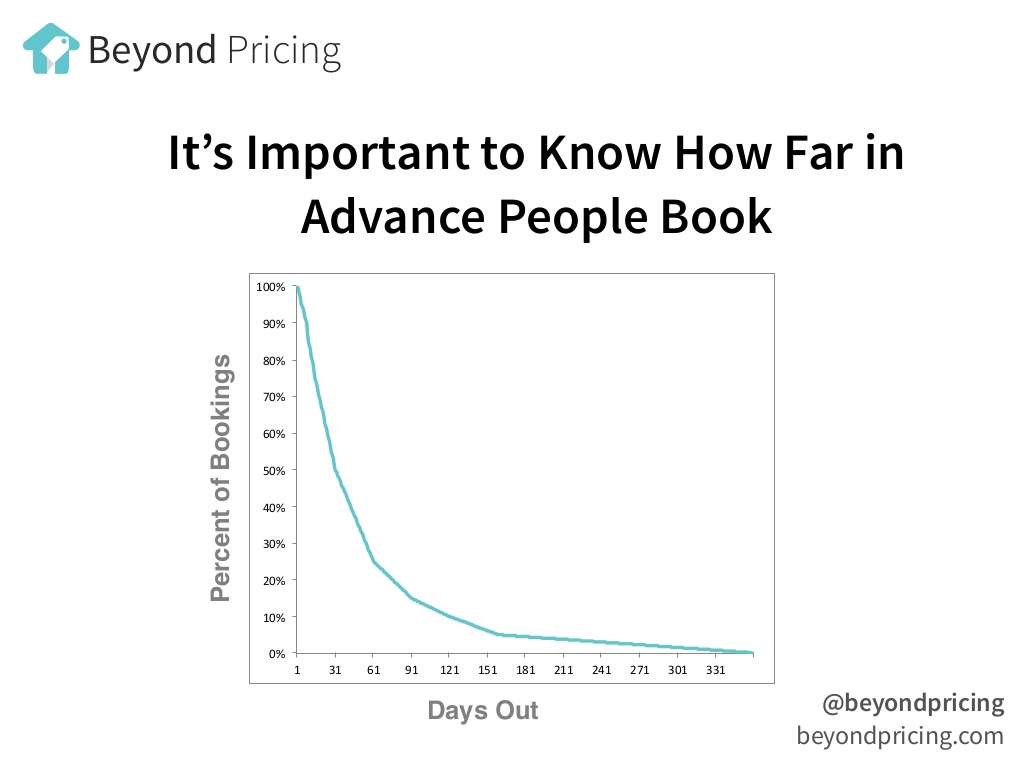 Beyond Pricing
It’s Important to Know How Far in
Advance People Book
Percent of Bookings
100%
90%
80%
70%
60%
50%
40%
30%
20%
10%
0%
1 31 61 91 121 151 181 211 241 271 301 331
Days Out
@beyondpricing
beyondpricing.com